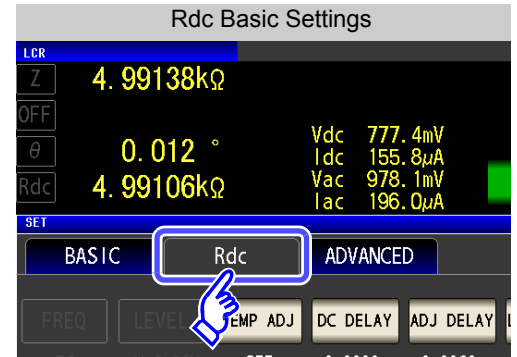 Rdc Basic Settings
LCR
Z 4.99138kΩ
OFF
θ 0.012 °
Rdc 4.99106kΩ
Vdc 777.4mV
Idc 155.8μA
Vac 978.1mV
Iac 196.0μA
SET
BASIC Rdc ADVANCED
FREQ LEVEL EMP ADJ DC DELAY ADJ DELAY